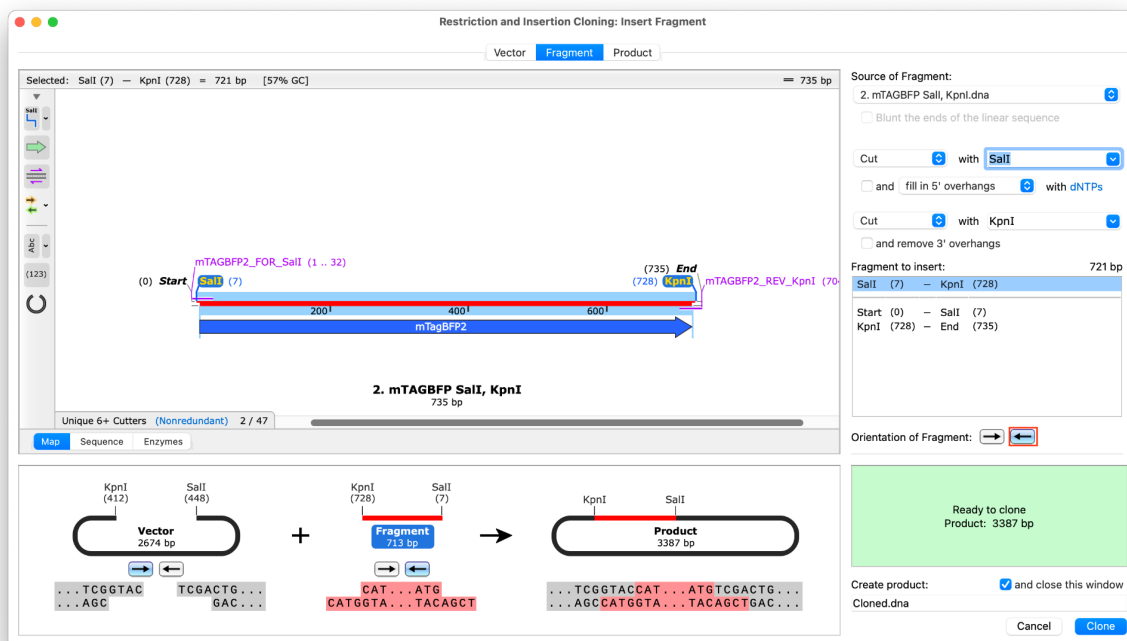 Restriction and Insertion Cloning: Insert Fragment
Vector Fragment Product
Selected: SalI (7) — KpnI (728) = 721 bp [57% GC]
= 735 bp
SalI
Abc
(123)
mTAGBFP2_FOR_SalI (1 .. 32)
(0) Start SalI (7)
(735) End
(728) KpnI mTAGBFP2_REV_KpnI (704
200 400 600
mTagBFP2
2. mTAGBFP SalI, KpnI
735 bp
Unique 6+ Cutters (Nonredundant) 2 / 47
Map Sequence Enzymes
Source of Fragment:
2. mTAGBFP SalI, KpnI.dna
Blunt the ends of the linear sequence
Cut with SalI
and fill in 5' overhangs with dNTPs
Cut with KpnI
and remove 3' overhangs
Fragment to insert: 721 bp
SalI (7) — KpnI (728)
Start (0) — SalI (7)
KpnI (728) — End (735)
Orientation of Fragment:
KpnI (412) SalI (448)
Vector
2674 bp
...TCGGTAC TCGACTG...
...AGC GAC...
+
KpnI (728) SalI (7)
Fragment
713 bp
CAT...ATG
CATGGTA...TACAGCT
KpnI SalI
Product
3387 bp
...TCGGTACCAT...ATGTCGACTG...
...AGCCATGGTA...TACAGCTGAC...
Ready to clone
Product: 3387 bp
Create product: and close this window
Cloned.dna
Cancel Clone